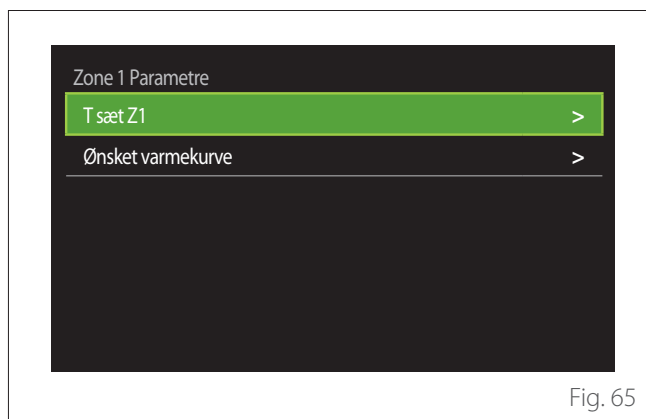 Zone 1 Parametre
T sæt Z1 >
Ønsket varmekurve >
Fig. 65